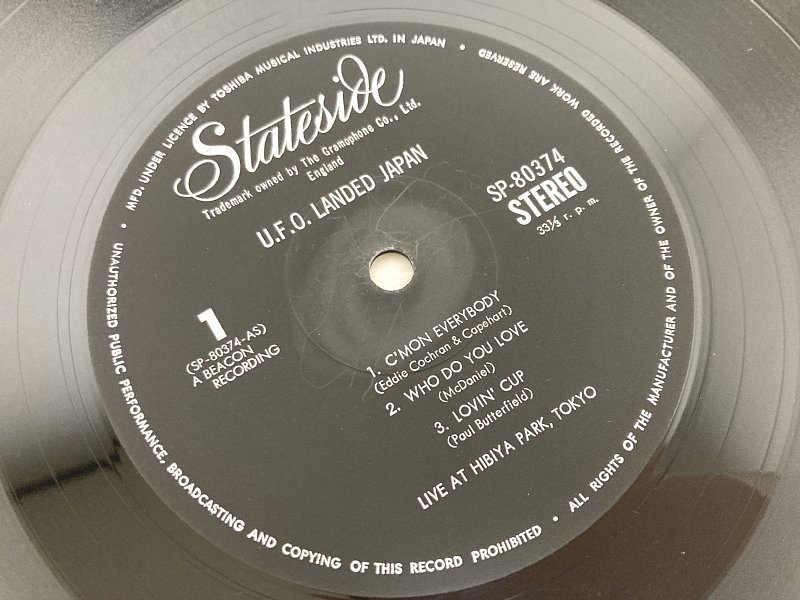 MFD. UNDER LICENCE BY TOSHIBA MUSICAL INDUSTRIES LTD. IN JAPAN • ALL RIGHTS OF THE MANUFACTURER AND OF THE OWNER OF THE RECORDED WORK ARE RESERVED •
UNAUTHORIZED PUBLIC PERFORMANCE, BROADCASTING AND COPYING OF THIS RECORD PROHIBITED •
Stateside
Trademark owned by The Gramophone Co., Ltd.
England
U.F.O. LANDED JAPAN
SP-80374
STEREO
33⅓ r. p. m.
1
(SP-80374-AS)
A BEACON
RECORDING
1. C'MON EVERYBODY
(Eddie Cochran & Capehart)
2. WHO DO YOU LOVE
(McDaniel)
3. LOVIN' CUP
(Paul Butterfield)
LIVE AT HIBIYA PARK, TOKYO